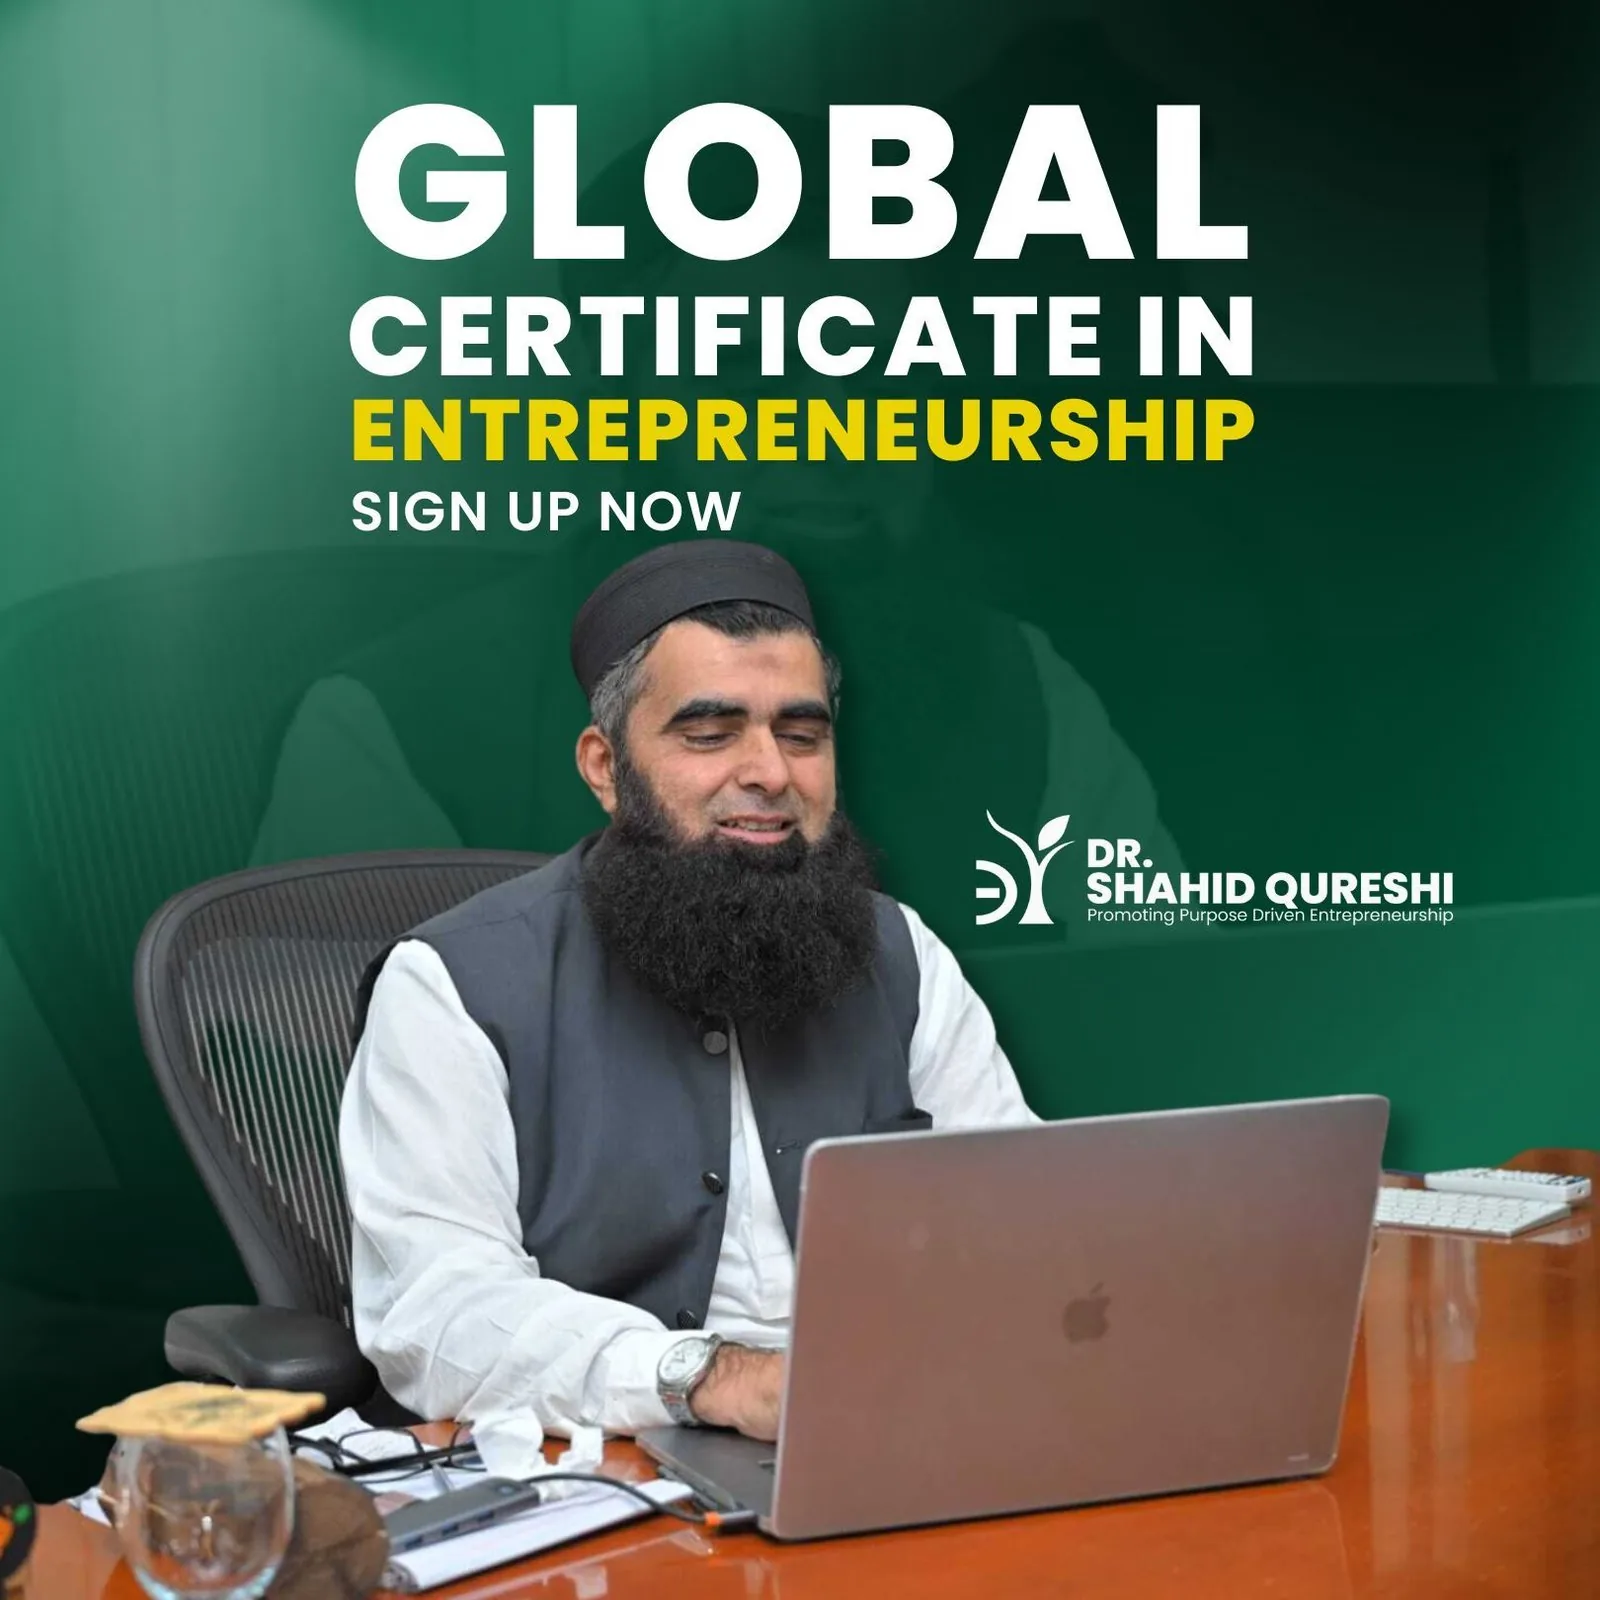 GLOBAL
CERTIFICATE IN
ENTREPRENEURSHIP
SIGN UP NOW
DR.
SHAHID QURESHI
Promoting Purpose Driven Entrepreneurship